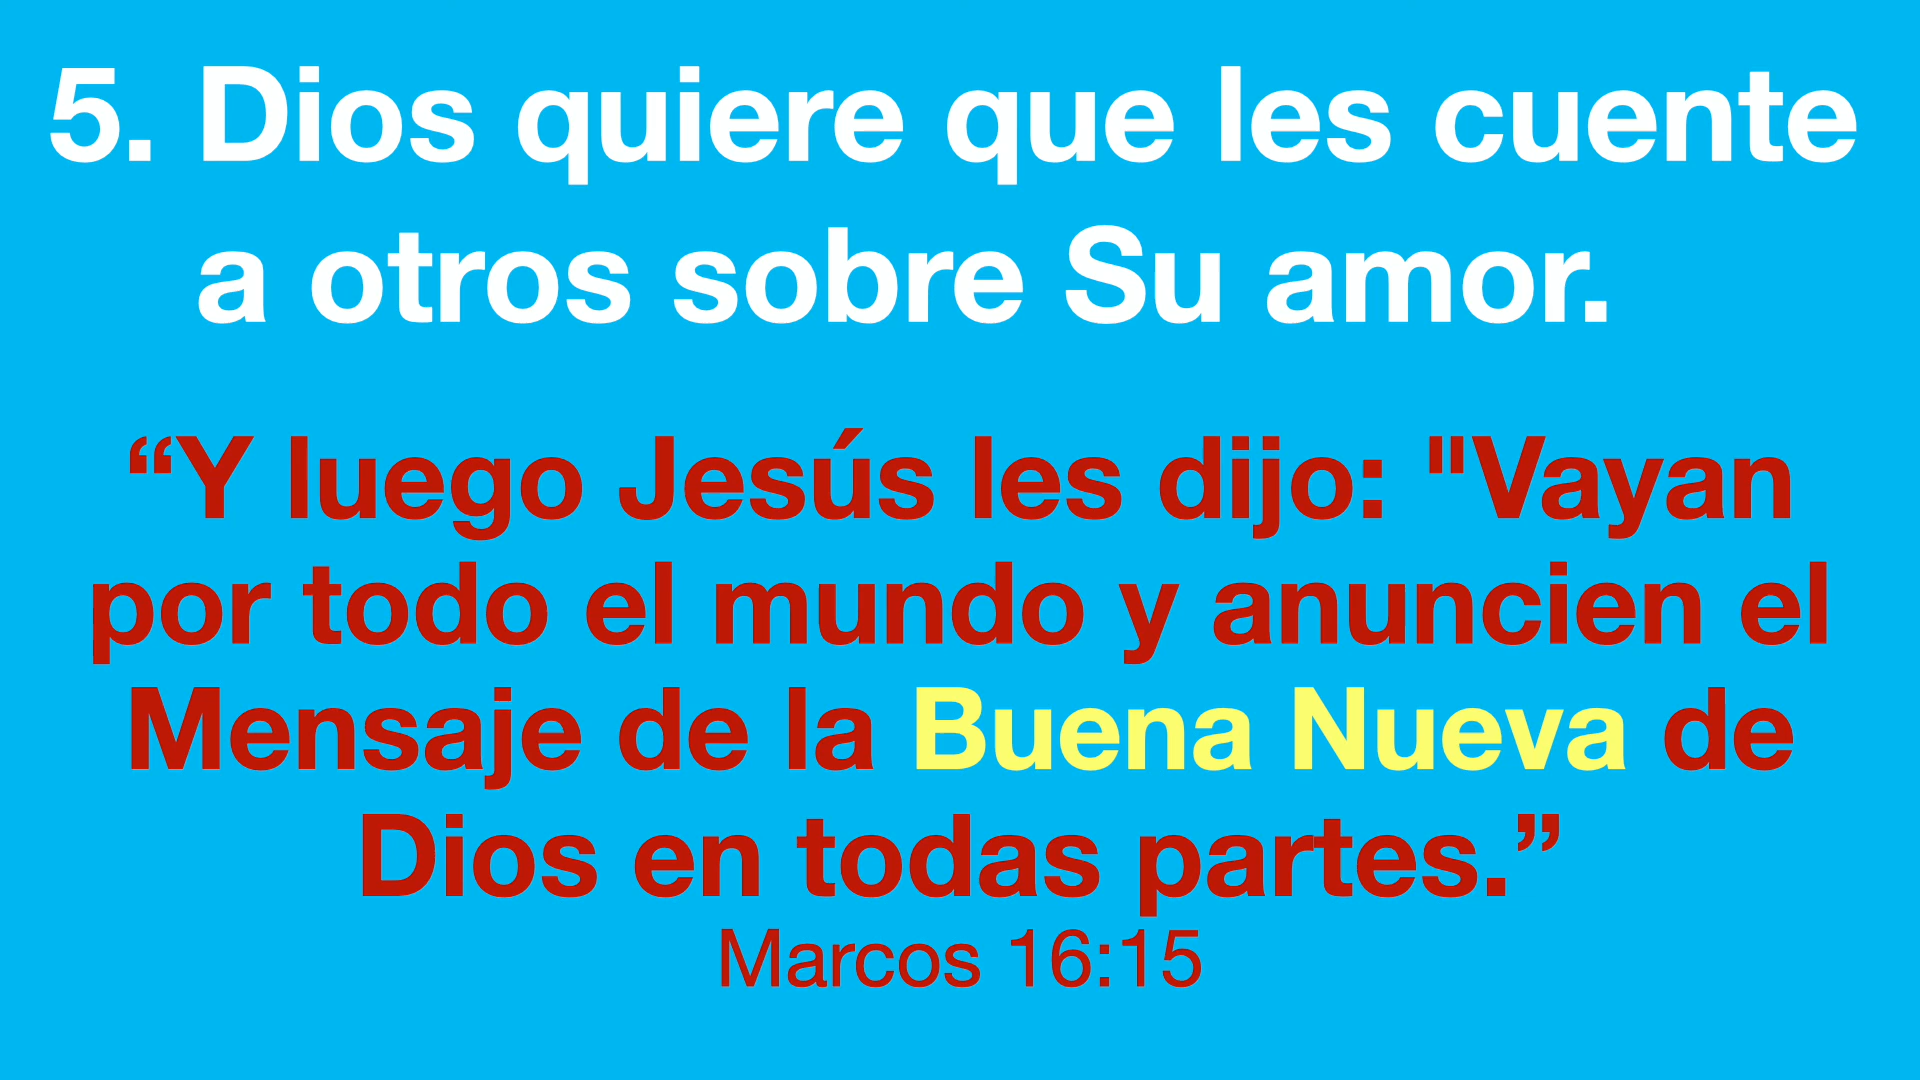 5. Dios quiere que les cuente
a otros sobre Su amor.
“Y luego Jesús les dijo: "Vayan
por todo el mundo y anuncien el
Mensaje de la Buena Nueva de
Dios en todas partes.”
Marcos 16:15